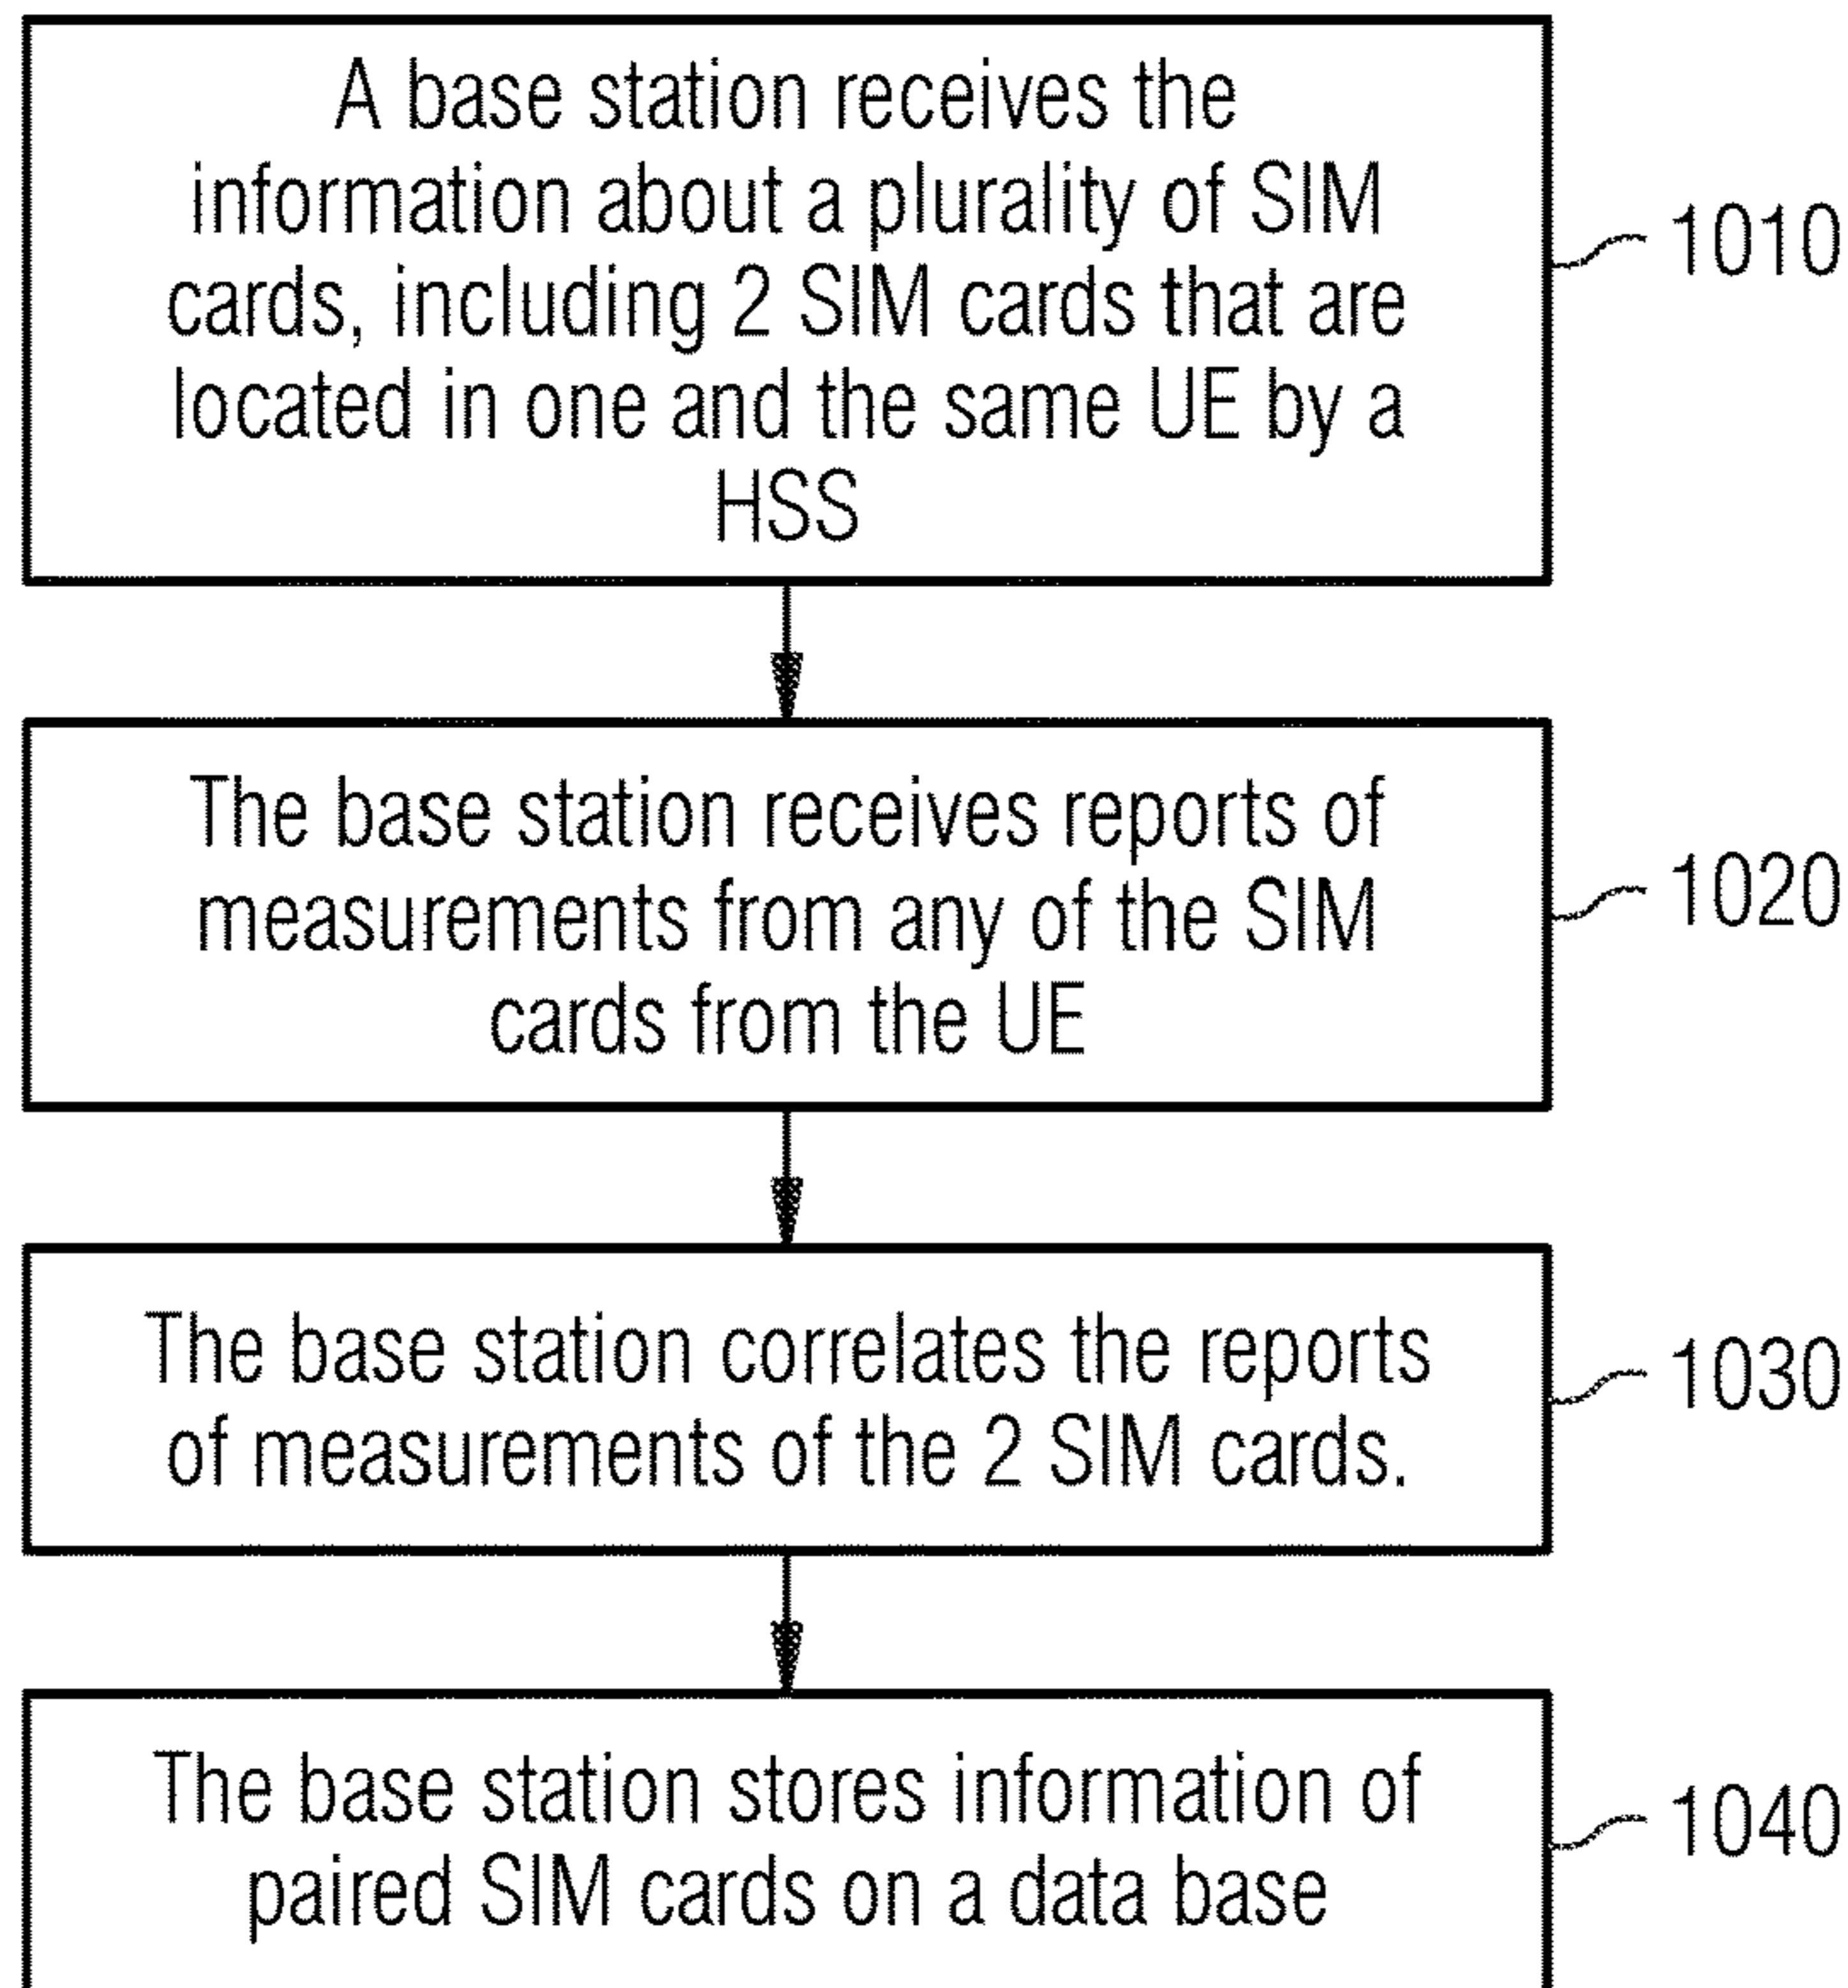 A base station receives the
information about a plurality of SIM
cards, including 2 SIM cards that are
located in one and the same UE by a
HSS
1010
The base station receives reports of
measurements from any of the SIM
cards from the UE
1020
The base station correlates the reports
of measurements of the 2 SIM cards.
1030
The base station stores information of
paired SIM cards on a data base
1040